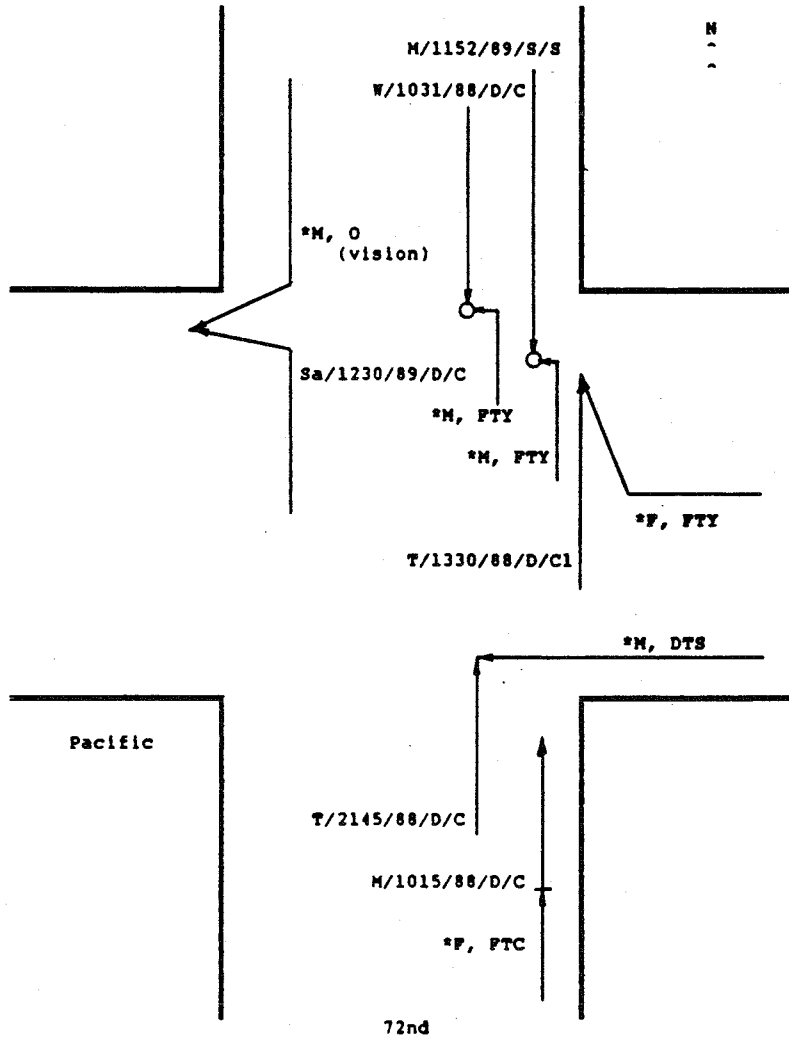 N
M/1152/89/S/S
W/1031/88/D/C
*M, O
(vision)
Sa/1230/89/D/C
*M, FTY
*M, FTY
*F, FTY
T/1330/88/D/Cl
*M, DTS
Pacific
T/2145/88/D/C
M/1015/88/D/C
*F, FTC
72nd